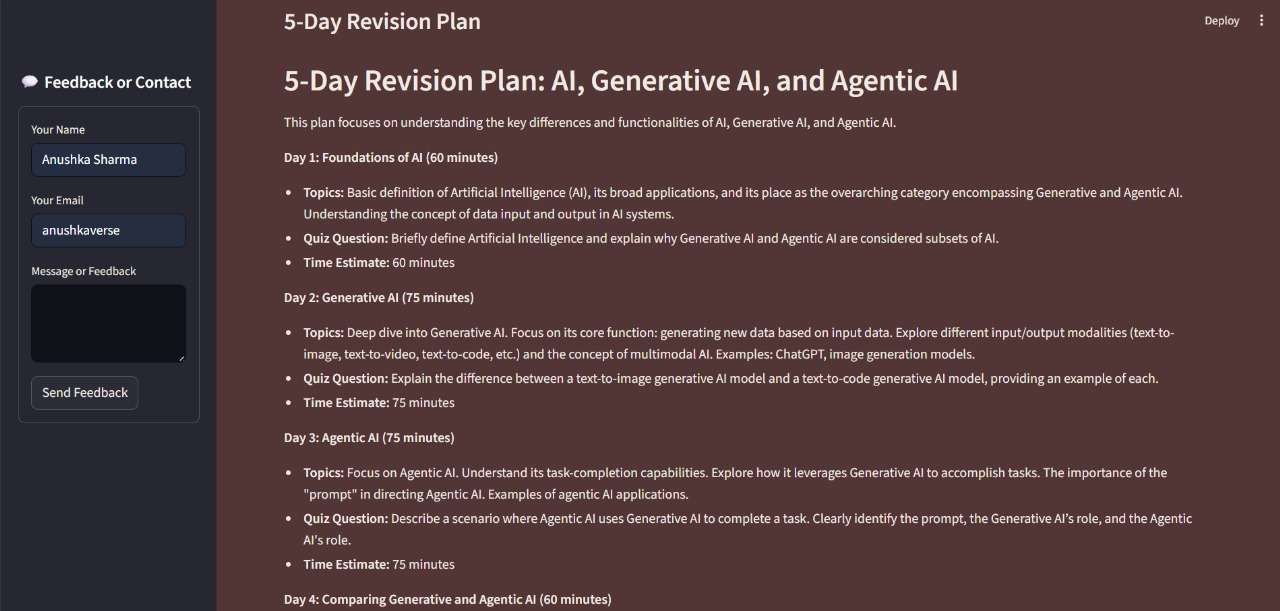 💬 Feedback or Contact
Your Name
Anushka Sharma
Your Email
anushkaverse
Message or Feedback
Send Feedback
Deploy
5-Day Revision Plan
5-Day Revision Plan: AI, Generative AI, and Agentic AI
This plan focuses on understanding the key differences and functionalities of AI, Generative AI, and Agentic AI.
Day 1: Foundations of AI (60 minutes)
• Topics: Basic definition of Artificial Intelligence (AI), its broad applications, and its place as the overarching category encompassing Generative and Agentic AI.
Understanding the concept of data input and output in AI systems.
• Quiz Question: Briefly define Artificial Intelligence and explain why Generative AI and Agentic AI are considered subsets of AI.
• Time Estimate: 60 minutes
Day 2: Generative AI (75 minutes)
• Topics: Deep dive into Generative AI. Focus on its core function: generating new data based on input data. Explore different input/output modalities (text-to-
image, text-to-video, text-to-code, etc.) and the concept of multimodal AI. Examples: ChatGPT, image generation models.
• Quiz Question: Explain the difference between a text-to-image generative AI model and a text-to-code generative AI model, providing an example of each.
• Time Estimate: 75 minutes
Day 3: Agentic AI (75 minutes)
• Topics: Focus on Agentic AI. Understand its task-completion capabilities. Explore how it leverages Generative AI to accomplish tasks. The importance of the
"prompt" in directing Agentic AI. Examples of agentic AI applications.
• Quiz Question: Describe a scenario where Agentic AI uses Generative AI to complete a task. Clearly identify the prompt, the Generative AI's role, and the Agentic
AI's role.
• Time Estimate: 75 minutes
Day 4: Comparing Generative and Agentic AI (60 minutes)